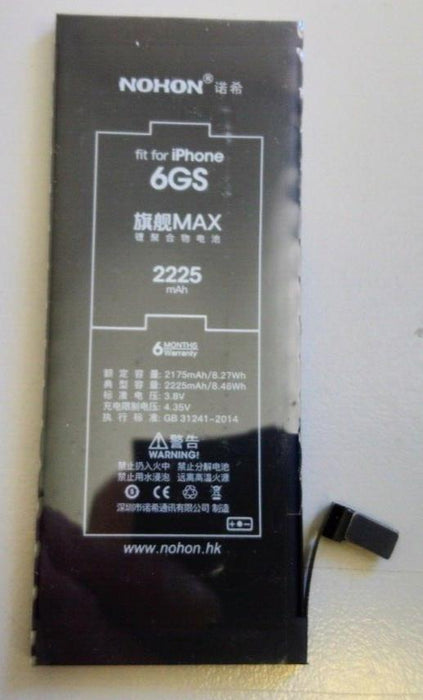 NOHON® 诺希
fit for iPhone
6GS
旗舰MAX
锂聚合物电池
2225
mAh
6 MONTHS
Warranty
额定容量: 2175mAh/8.27Wh
典型容量: 2225mAh/8.46Wh
标准电压: 3.8V
充电限制电压: 4.35V
执行标准: GB 31241-2014
警告
WARNING!
禁止扔入火中 禁止分解电池
禁止用水浸泡 远离高温火源
CE
深圳市诺希通讯有限公司 制造
www.nohon.hk